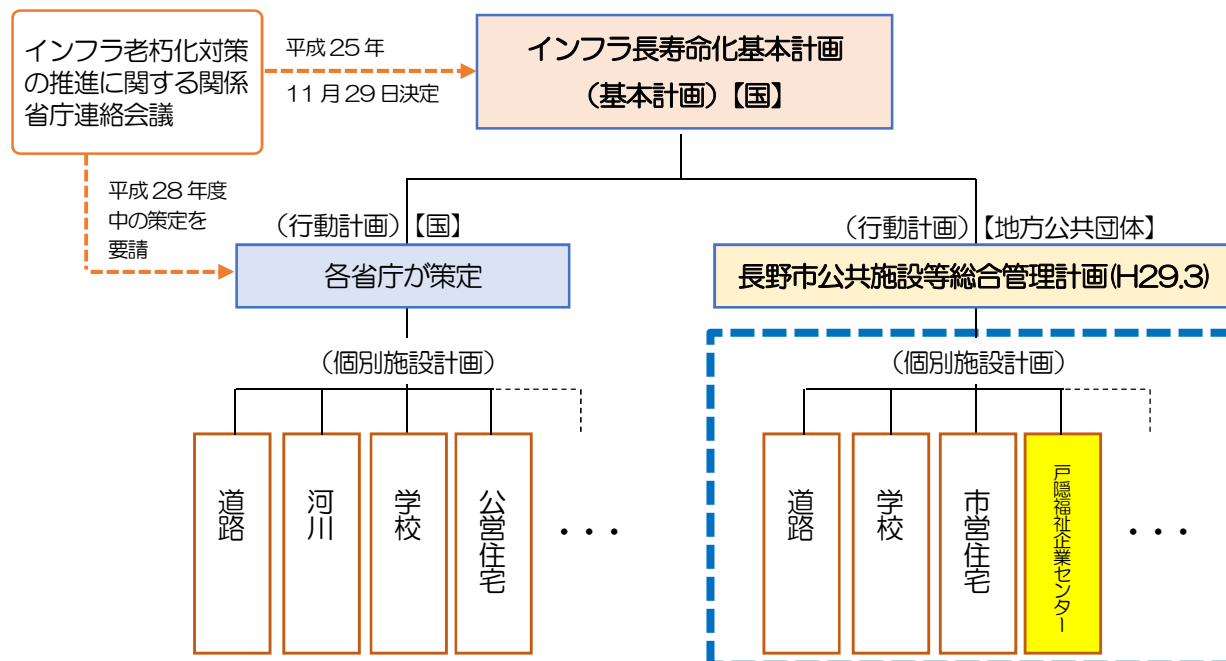 インフラ老朽化対策
の推進に関する関係
省庁連絡会議
平成25年
11月29日決定
インフラ長寿命化基本計画
（基本計画）【国】
平成28年度
中の策定を
要請
（行動計画）【国】
各省庁が策定
（行動計画）【地方公共団体】
長野市公共施設等総合管理計画(H29.3)
（個別施設計画）
道路
河川
学校
公営住宅
・・・
（個別施設計画）
道路
学校
市営住宅
戸隠福祉企業センター
・・・